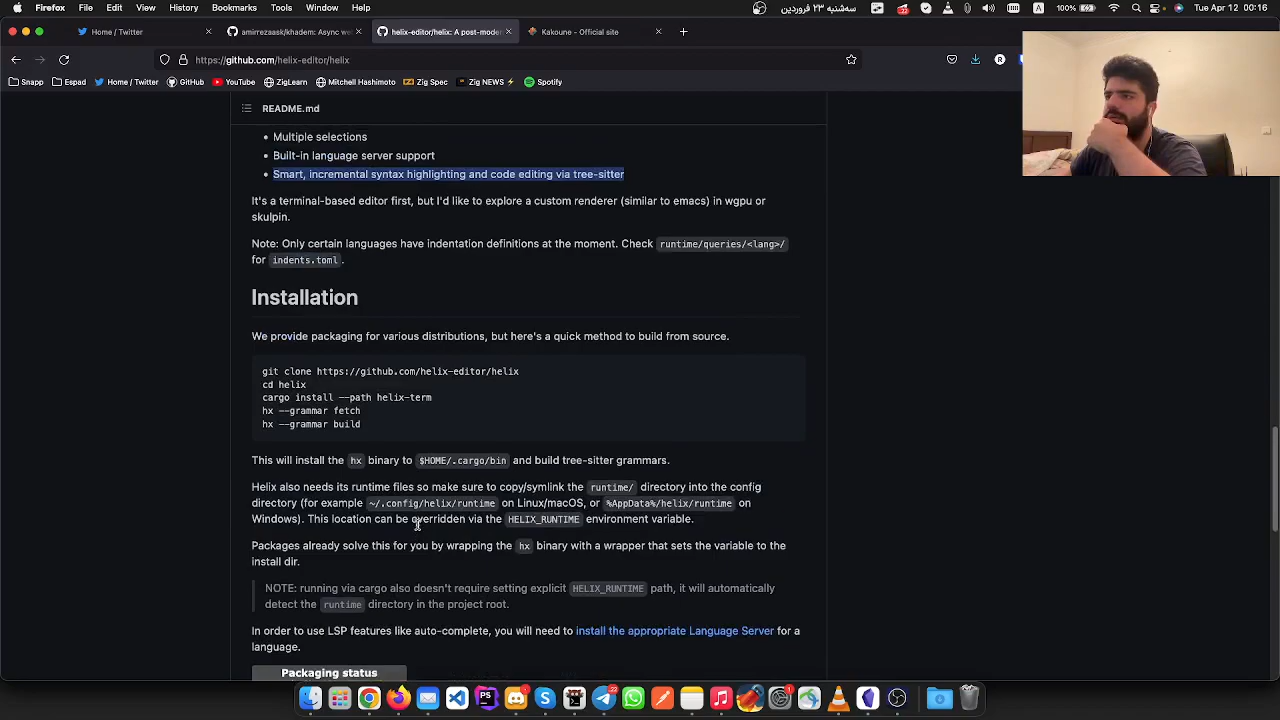 Firefox File Edit View History Bookmarks Tools Window Help
سه‌شنبه ۲۳ فروردین
22
A
100%
Tue Apr 12 00:16
Home / Twitter
amirrezaask/khadem: Async we
helix-editor/helix: A post-moder
Kakoune - Official site
https://github.com/helix-editor/helix
Snapp Espad Home / Twitter GitHub YouTube ZigLearn Mitchell Hashimoto Zig Spec Zig NEWS ⚡ Spotify
README.md
• Multiple selections
• Built-in language server support
• Smart, incremental syntax highlighting and code editing via tree-sitter
It's a terminal-based editor first, but I'd like to explore a custom renderer (similar to emacs) in wgpu or
skulpin.
Note: Only certain languages have indentation definitions at the moment. Check runtime/queries/<lang>/
for indents.toml.
Installation
We provide packaging for various distributions, but here's a quick method to build from source.
git clone https://github.com/helix-editor/helix
cd helix
cargo install --path helix-term
hx --grammar fetch
hx --grammar build
This will install the hx binary to $HOME/.cargo/bin and build tree-sitter grammars.
Helix also needs its runtime files so make sure to copy/symlink the runtime/ directory into the config
directory (for example ~/.config/helix/runtime on Linux/macOS, or %AppData%/helix/runtime on
Windows). This location can be overridden via the HELIX_RUNTIME environment variable.
Packages already solve this for you by wrapping the hx binary with a wrapper that sets the variable to the
install dir.
NOTE: running via cargo also doesn't require setting explicit HELIX_RUNTIME path, it will automatically
detect the runtime directory in the project root.
In order to use LSP features like auto-complete, you will need to install the appropriate Language Server for a
language.
Packaging status